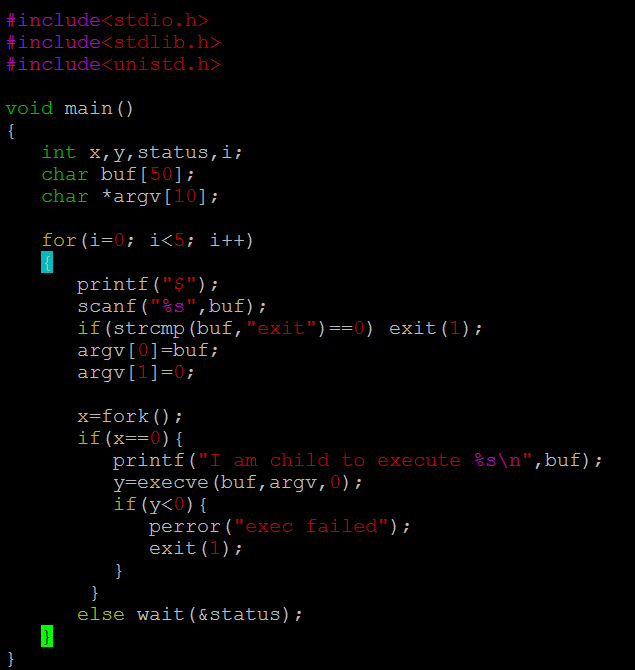 #include<stdio.h>
#include<stdlib.h>
#include<unistd.h>

void main()
{
   int x,y,status,i;
   char buf[50];
   char *argv[10];

   for(i=0; i<5; i++)
   {
      printf("$");
      scanf("%s",buf);
      if(strcmp(buf,"exit")==0) exit(1);
      argv[0]=buf;
      argv[1]=0;

      x=fork();
      if(x==0){
         printf("I am child to execute %s\n",buf);
         y=execve(buf,argv,0);
         if(y<0){
            perror("exec failed");
            exit(1);
         }
       }
      else wait(&status);
   }
}